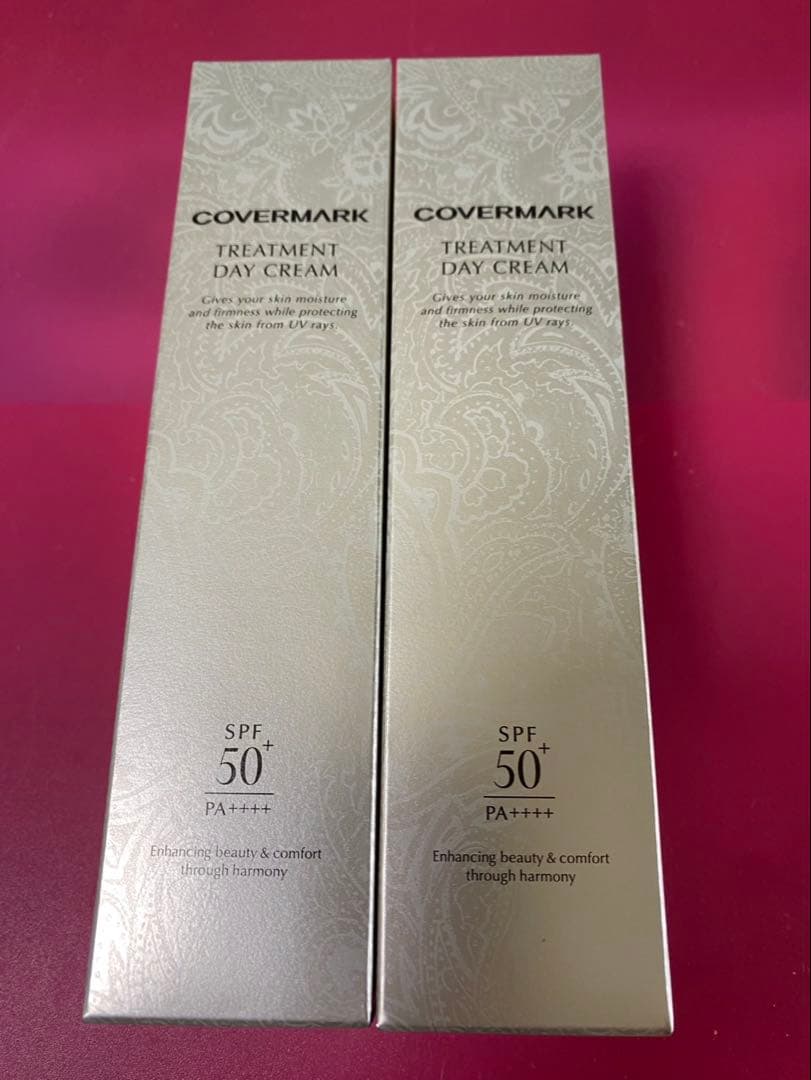 COVERMARK
TREATMENT
DAY CREAM
Gives your skin moisture
and firmness while protecting
the skin from UV rays.
SPF
50+
PA++++
Enhancing beauty & comfort
through harmony
COVERMARK
TREATMENT
DAY CREAM
Gives your skin moisture
and firmness while protecting
the skin from UV rays.
SPF
50+
PA++++
Enhancing beauty & comfort
through harmony